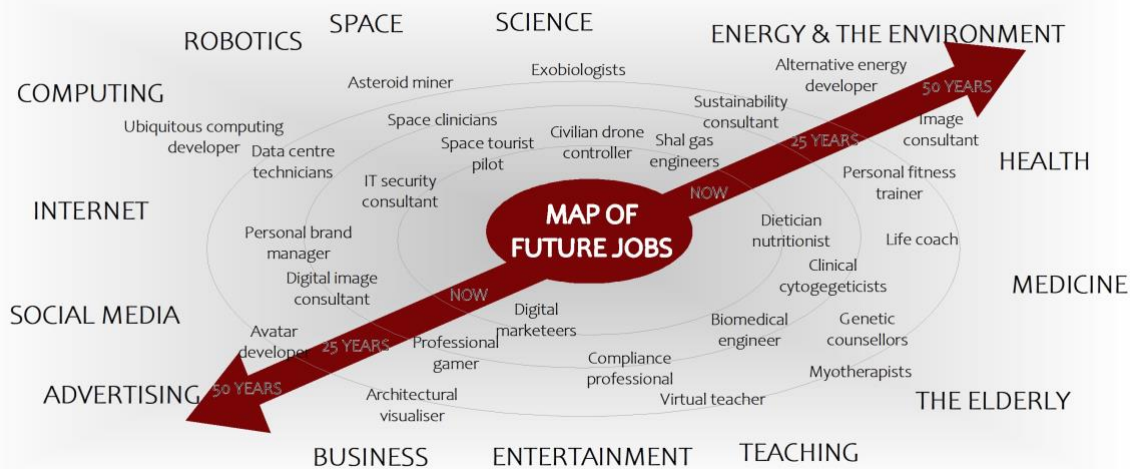 SPACE
SCIENCE
ROBOTICS
ENERGY & THE ENVIRONMENT
COMPUTING
Asteroid miner
Exobiologists
Alternative energy
developer
50 YEARS
Ubiquitous computing
developer
Space clinicians
Sustainability
consultant
Image
consultant
Data centre
technicians
Space tourist
pilot
Civilian drone
controller
Shal gas
engineers
25 YEARS
HEALTH
IT security
consultant
NOW
Personal fitness
trainer
INTERNET
MAP OF
FUTURE JOBS
Personal brand
manager
Dietician
nutritionist
Life coach
Digital image
consultant
NOW
Clinical
cytogegeticists
MEDICINE
SOCIAL MEDIA
Digital
marketeers
Avatar
developer
25 YEARS
Professional
gamer
Biomedical
engineer
Genetic
counsellors
Compliance
professional
Myotherapists
ADVERTISING
50 YEARS
Architectural
visualiser
Virtual teacher
THE ELDERLY
BUSINESS
ENTERTAINMENT
TEACHING